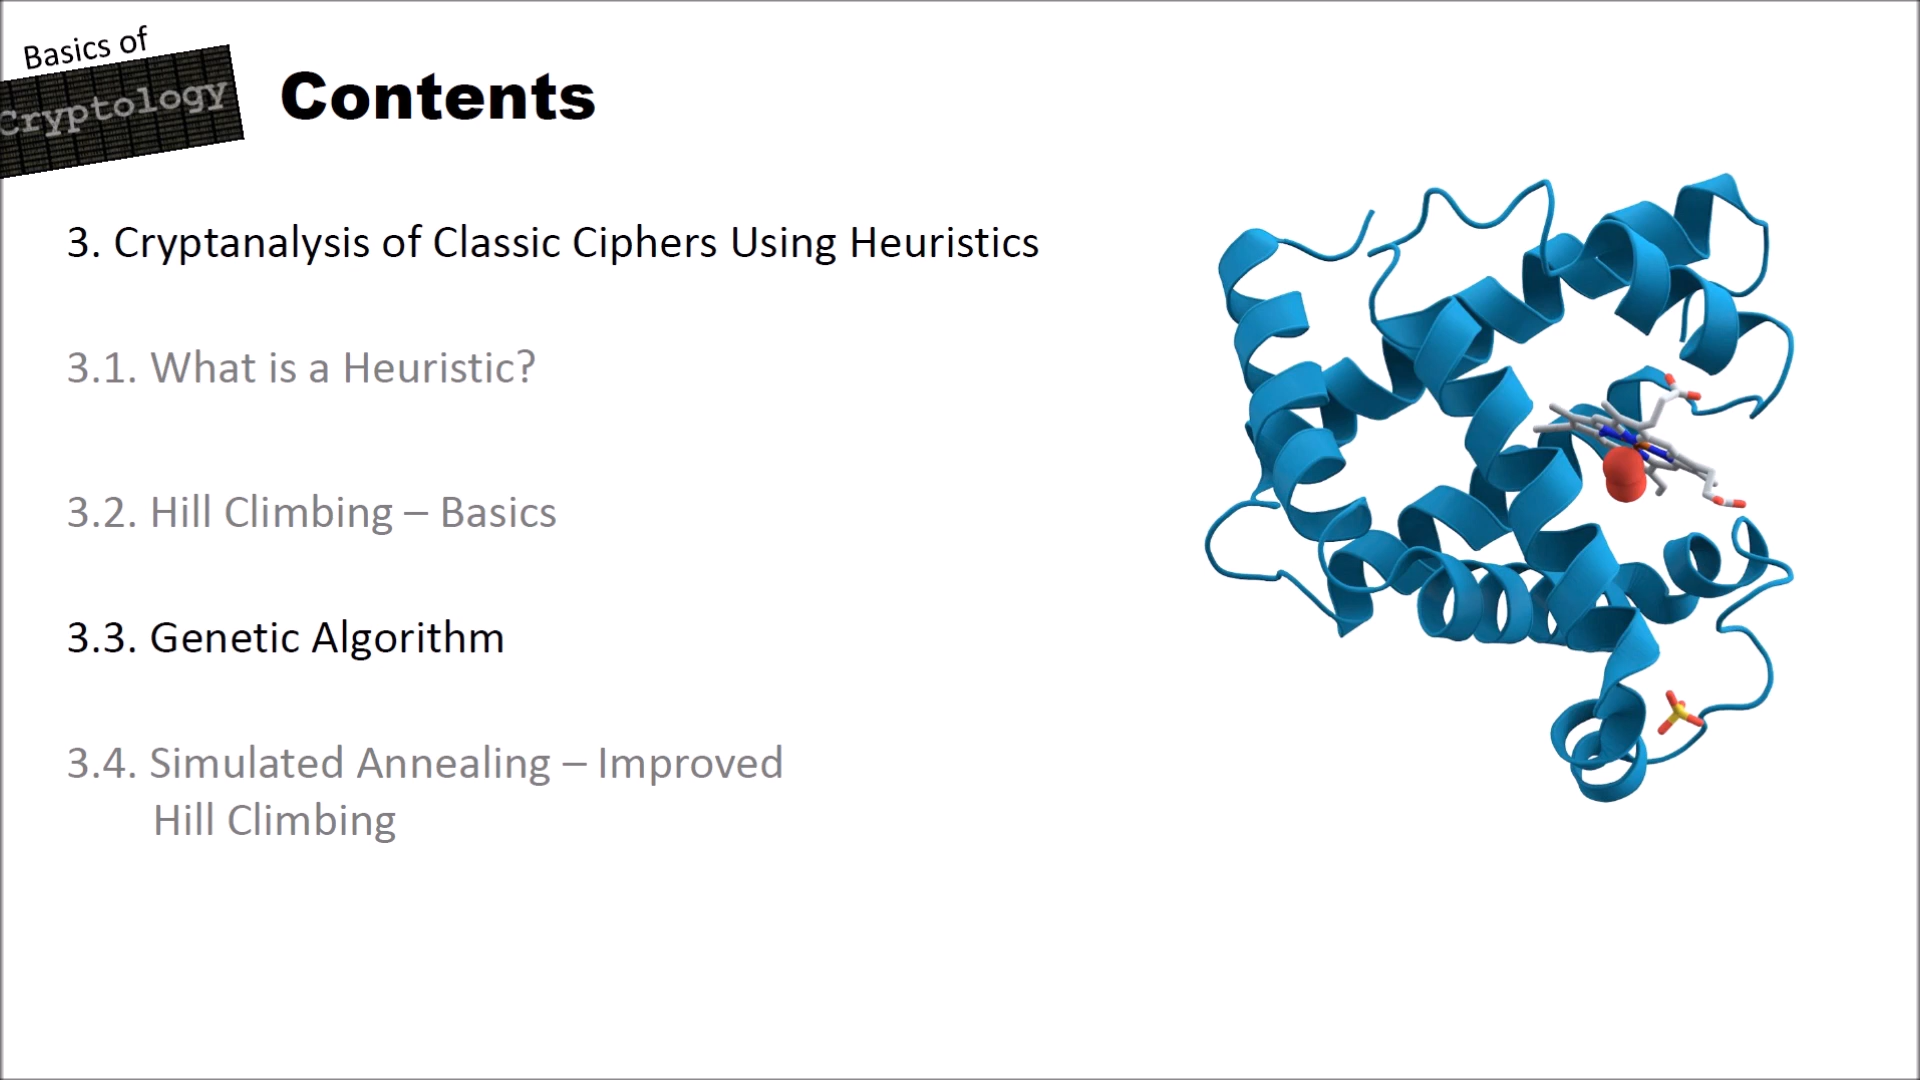 Basics of
Cryptology
Contents
3. Cryptanalysis of Classic Ciphers Using Heuristics
3.1. What is a Heuristic?
3.2. Hill Climbing – Basics
3.3. Genetic Algorithm
3.4. Simulated Annealing – Improved
Hill Climbing